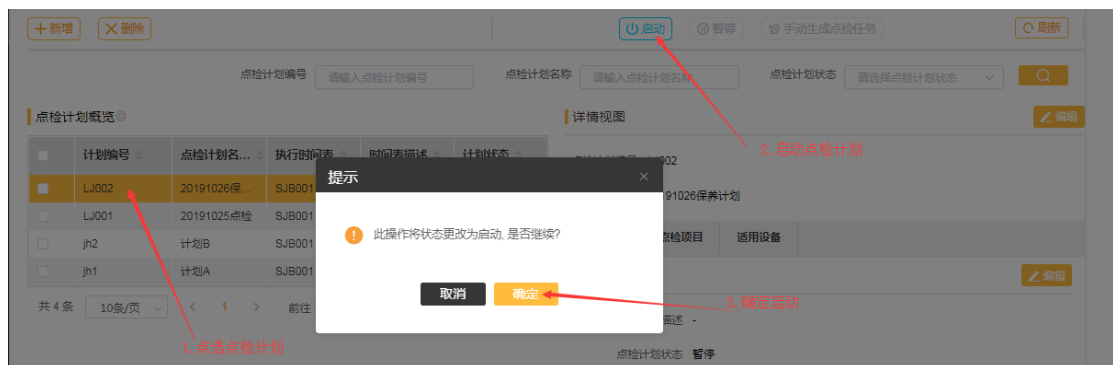 新增 删除 启动 暂停 手动生成点检任务 刷新
点检计划编号 请输入点检计划编号 点检计划名称 请输入点检计划名称 点检计划状态 请选择点检计划状态
点检计划概览 详情视图 编辑
计划编号 点检计划名... 执行时间表 时间表描述 计划状态
2.启动点检计划
002
LJ002 20191026保... SJB001
提示
91026保养计划
LJ001 20191025点检 SJB001
此操作将状态更改为启动, 是否继续?
点检项目 适用设备
jh2 计划B SJB001
jh1 计划A SJB001
编辑
取消 确定
3.确定启动
共 4 条 10条/页 1 前往
描述 -
1.点选点检计划
点检计划状态 暂停